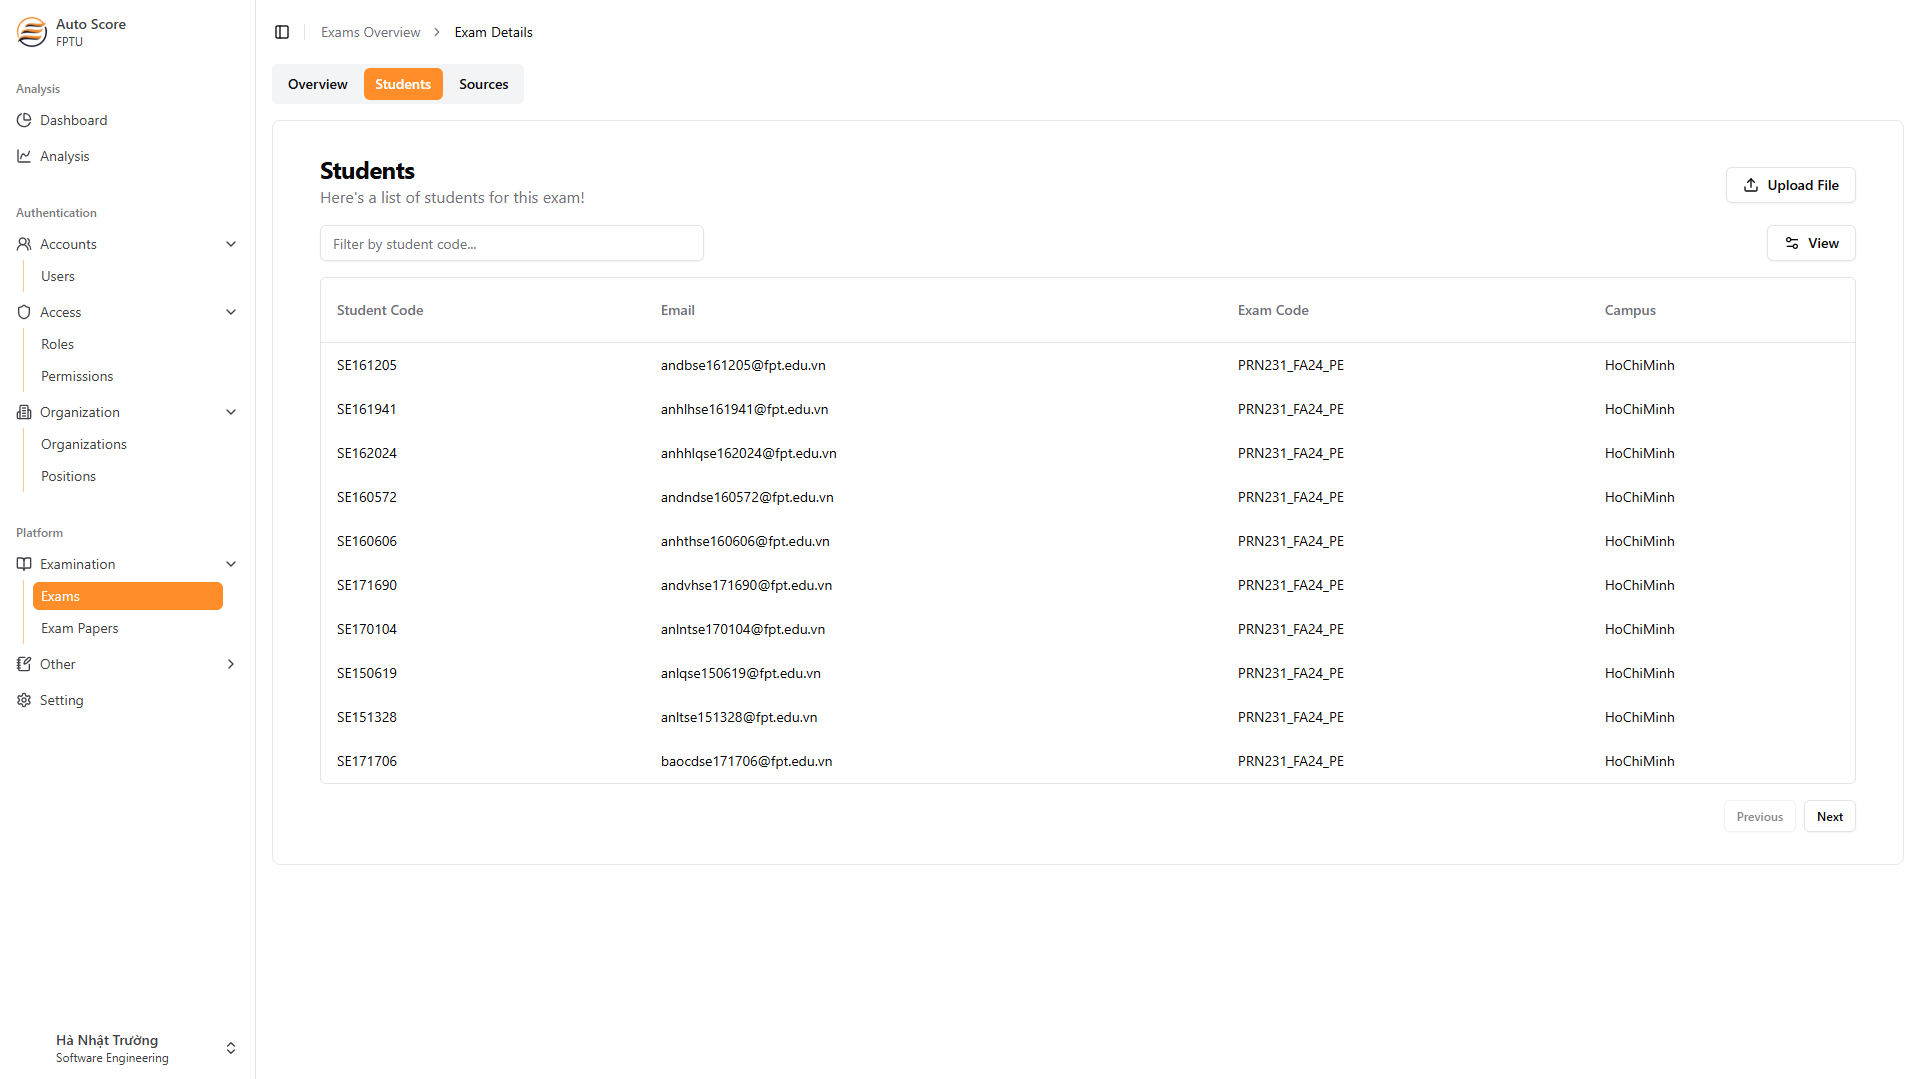 Auto Score
FPTU
Analysis
Dashboard
Analysis
Authentication
Accounts
Users
Access
Roles
Permissions
Organization
Organizations
Positions
Platform
Examination
Exams
Exam Papers
Other
Setting
Hà Nhật Trường
Software Engineering
Exams Overview > Exam Details
Overview Students Sources
Students
Here's a list of students for this exam!
Upload File
Filter by student code...
View
Student Code Email Exam Code Campus
SE161205 andbse161205@fpt.edu.vn PRN231_FA24_PE HoChiMinh
SE161941 anhlhse161941@fpt.edu.vn PRN231_FA24_PE HoChiMinh
SE162024 anhhlqse162024@fpt.edu.vn PRN231_FA24_PE HoChiMinh
SE160572 andndse160572@fpt.edu.vn PRN231_FA24_PE HoChiMinh
SE160606 anhthse160606@fpt.edu.vn PRN231_FA24_PE HoChiMinh
SE171690 andvhse171690@fpt.edu.vn PRN231_FA24_PE HoChiMinh
SE170104 anlntse170104@fpt.edu.vn PRN231_FA24_PE HoChiMinh
SE150619 anlqse150619@fpt.edu.vn PRN231_FA24_PE HoChiMinh
SE151328 anltse151328@fpt.edu.vn PRN231_FA24_PE HoChiMinh
SE171706 baocdse171706@fpt.edu.vn PRN231_FA24_PE HoChiMinh
Previous Next